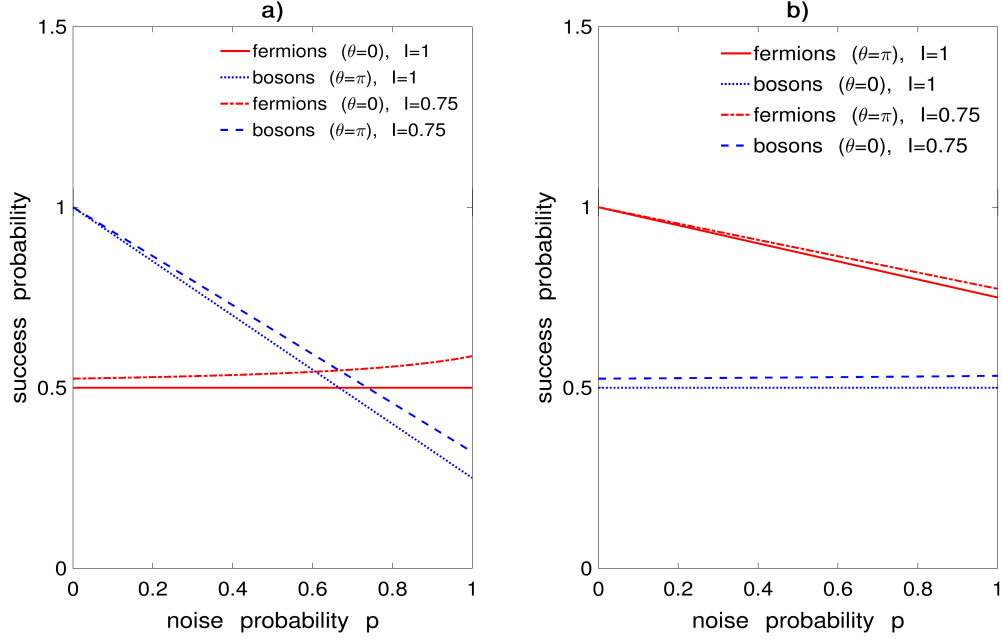 a)
1.5
1
0.5
0
0
0.2
0.4
0.6
0.8
1
success probability
noise probability p
fermions (θ=0), I=1
bosons (θ=π), I=1
fermions (θ=0), I=0.75
bosons (θ=π), I=0.75
b)
1.5
1
0.5
0
0
0.2
0.4
0.6
0.8
1
success probability
noise probability p
fermions (θ=π), I=1
bosons (θ=0), I=1
fermions (θ=π), I=0.75
bosons (θ=0), I=0.75